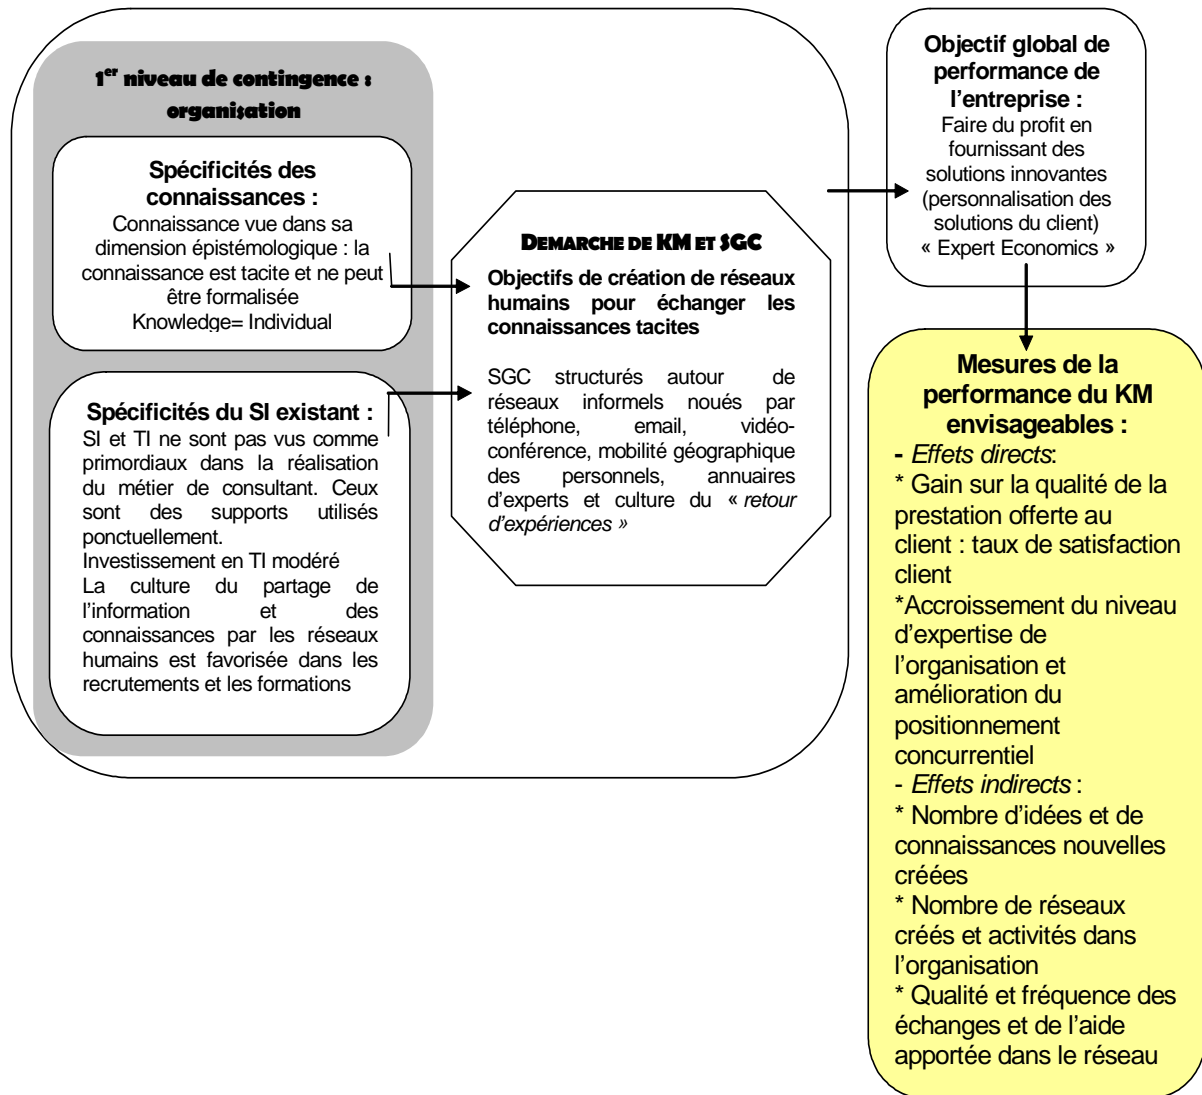 1er niveau de contingence :
organisation
Spécificités des
connaissances :
Connaissance vue dans sa
dimension épistémologique : la
connaissance est tacite et ne peut
être formalisée
Knowledge= Individual
Spécificités du SI existant :
SI et TI ne sont pas vus comme
primordiaux dans la réalisation
du métier de consultant. Ceux
sont des supports utilisés
ponctuellement.
Investissement en TI modéré
La culture du partage de
l’information et des
connaissances par les réseaux
humains est favorisée dans les
recrutements et les formations
DEMARCHE DE KM ET SGC
Objectifs de création de réseaux
humains pour échanger les
connaissances tacites
SGC structurés autour de
réseaux informels noués par
téléphone, email, vidéo-
conférence, mobilité géographique
des personnels, annuaires
d’experts et culture du « retour
d’expériences »
Objectif global de
performance de
l’entreprise :
Faire du profit en
fournissant des
solutions innovantes
(personnalisation des
solutions du client)
« Expert Economics »
Mesures de la
performance du KM
envisageables :
- Effets directs:
* Gain sur la qualité de la
prestation offerte au
client : taux de satisfaction
client
*Accroissement du niveau
d’expertise de
l’organisation et
amélioration du
positionnement
concurrentiel
- Effets indirects :
* Nombre d’idées et de
connaissances nouvelles
créées
* Nombre de réseaux
créés et activités dans
l’organisation
* Qualité et fréquence des
échanges et de l’aide
apportée dans le réseau